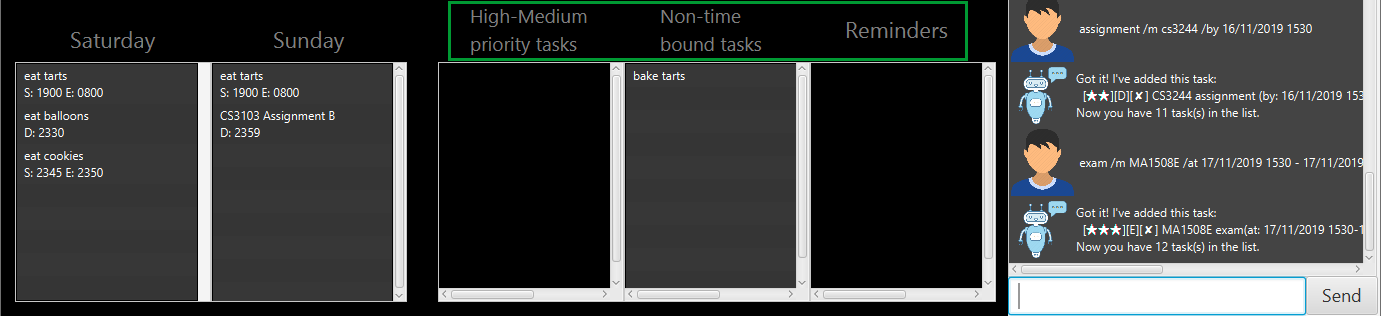 Saturday
eat tarts
S: 1900 E: 0800
eat balloons
D: 2330
eat cookies
S: 2345 E: 2350
Sunday
eat tarts
S: 1900 E: 0800
CS3103 Assignment B
D: 2359
High-Medium
priority tasks
Non-time
bound tasks
bake tarts
Reminders
assignment /m cs3244 /by 16/11/2019 1530
Got it! I've added this task:
[★★][D][✘] CS3244 assignment (by: 16/11/2019 153
Now you have 11 task(s) in the list.
exam /m MA1508E /at 17/11/2019 1530 - 17/11/2019
Got it! I've added this task:
[★★★][E][✘] MA1508E exam(at: 17/11/2019 1530-1
Now you have 12 task(s) in the list.
Send